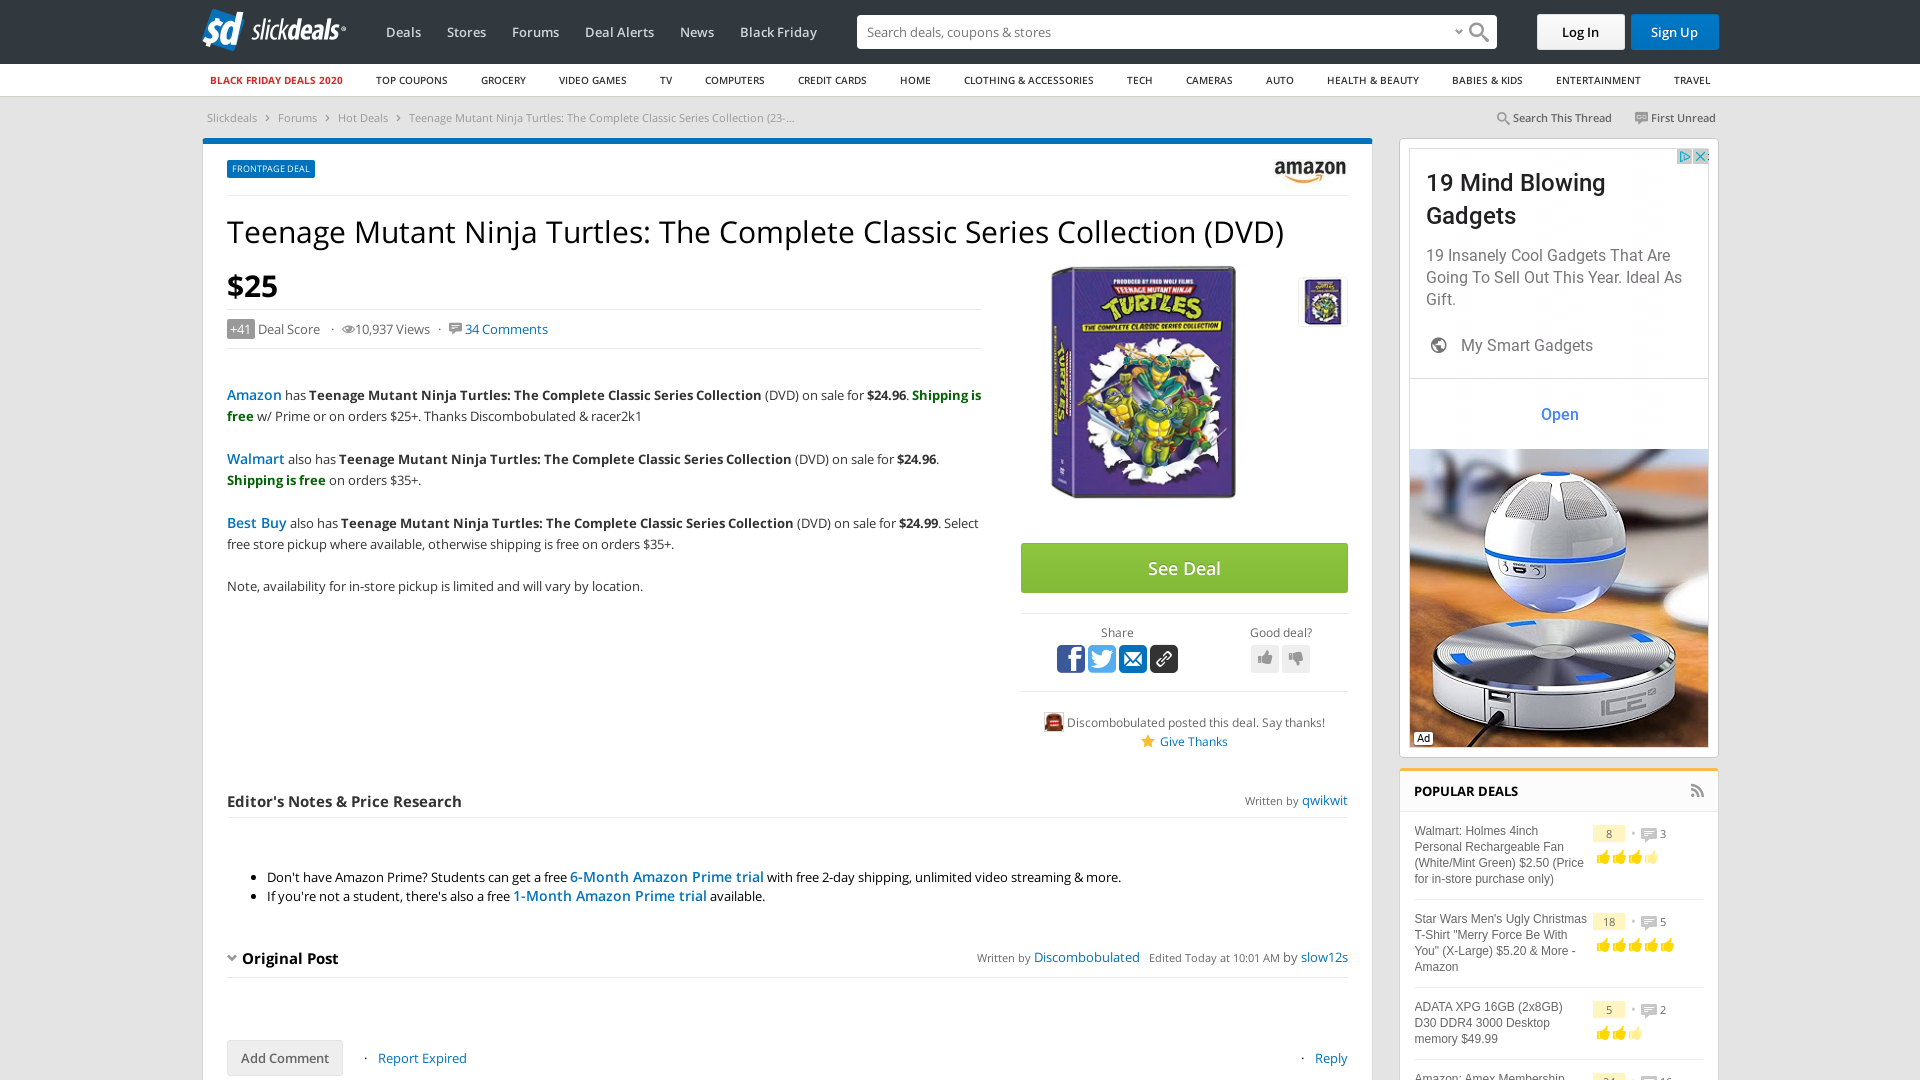 sd slickdeals
Deals Stores Forums Deal Alerts News Black Friday
Search deals, coupons & stores
Log In Sign Up
BLACK FRIDAY DEALS 2020 TOP COUPONS GROCERY VIDEO GAMES TV COMPUTERS CREDIT CARDS HOME CLOTHING & ACCESSORIES TECH CAMERAS AUTO HEALTH & BEAUTY BABIES & KIDS ENTERTAINMENT TRAVEL
Slickdeals › Forums › Hot Deals › Teenage Mutant Ninja Turtles: The Complete Classic Series Collection (23-...
Search This Thread First Unread
FRONTPAGE DEAL
amazon
Teenage Mutant Ninja Turtles: The Complete Classic Series Collection (DVD)
$25
+41 Deal Score · 10,937 Views · 34 Comments
Amazon has Teenage Mutant Ninja Turtles: The Complete Classic Series Collection (DVD) on sale for $24.96. Shipping is
free w/ Prime or on orders $25+. Thanks Discombobulated & racer2k1
Walmart also has Teenage Mutant Ninja Turtles: The Complete Classic Series Collection (DVD) on sale for $24.96.
Shipping is free on orders $35+.
Best Buy also has Teenage Mutant Ninja Turtles: The Complete Classic Series Collection (DVD) on sale for $24.99. Select
free store pickup where available, otherwise shipping is free on orders $35+.
Note, availability for in-store pickup is limited and will vary by location.
PRODUCED BY FRED WOLF FILMS
TEENAGE MUTANT NINJA
TURTLES
THE COMPLETE CLASSIC SERIES COLLECTION
TURTLES
See Deal
Share Good deal?
Discombobulated posted this deal. Say thanks!
Give Thanks
Editor's Notes & Price Research
Written by qwikwit
• Don't have Amazon Prime? Students can get a free 6-Month Amazon Prime trial with free 2-day shipping, unlimited video streaming & more.
• If you're not a student, there's also a free 1-Month Amazon Prime trial available.
Original Post
Written by Discombobulated Edited Today at 10:01 AM by slow12s
Add Comment · Report Expired
· Reply
19 Mind Blowing
Gadgets
19 Insanely Cool Gadgets That Are
Going To Sell Out This Year. Ideal As
Gift.
My Smart Gadgets
Open
ICE
Ad
POPULAR DEALS
Walmart: Holmes 4inch
Personal Rechargeable Fan
(White/Mint Green) $2.50 (Price
for in-store purchase only)
8 • 3
Star Wars Men's Ugly Christmas
T-Shirt "Merry Force Be With
You" (X-Large) $5.20 & More -
Amazon
18 • 5
ADATA XPG 16GB (2x8GB)
D30 DDR4 3000 Desktop
memory $49.99
5 • 2
Amazon: Amex Membership